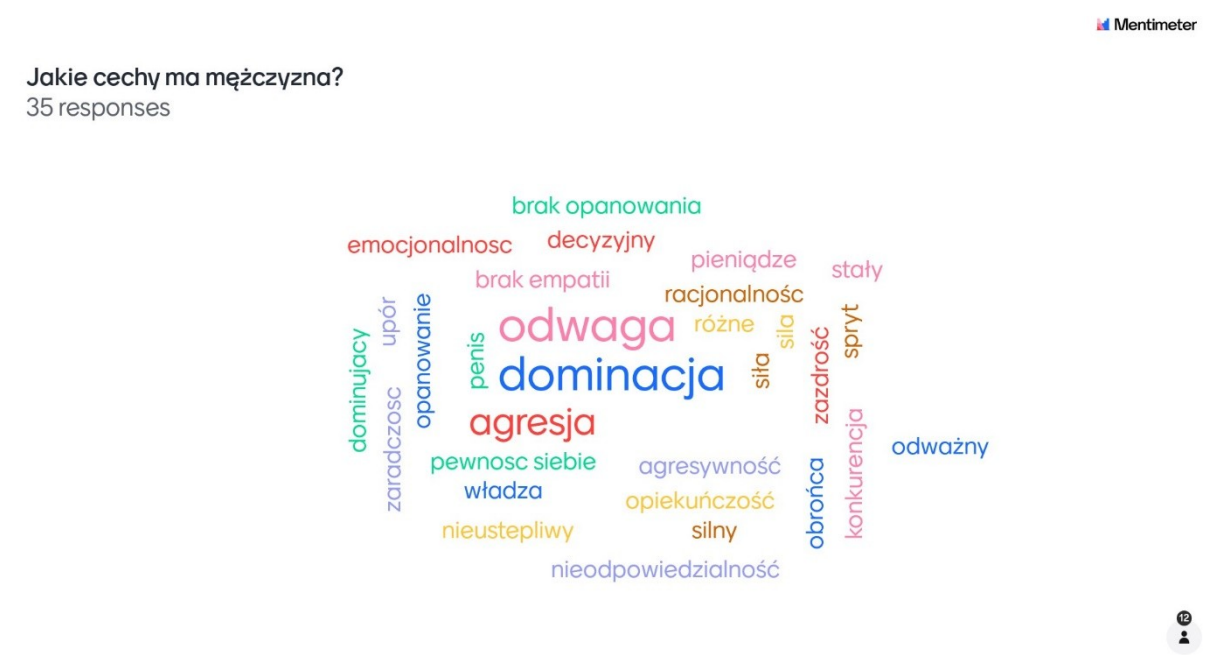 Mentimeter
Jakie cechy ma mężczyzna?
35 responses
brak opanowania
emocjonalnosc
decyzyjny
pieniądze
stały
brak empatii
racjonalnośc
upór
opanowanie
odwaga
różne
sila
spryt
dominujacy
penis
dominacja
siła
zazdrość
zaradczosc
agresja
konkurencja
odważny
pewnosc siebie
agresywność
władza
opiekuńczość
obrońca
nieustepliwy
silny
nieodpowiedzialność
12